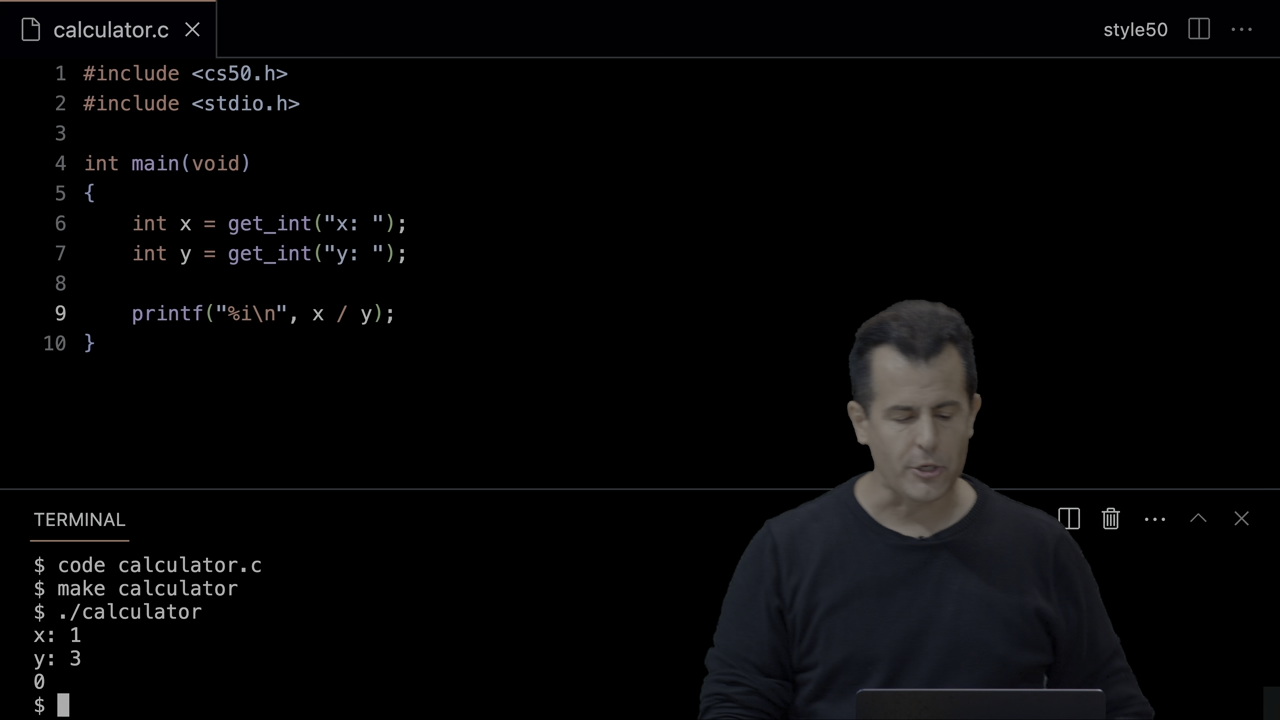 calculator.c
style50
1 #include <cs50.h>
2 #include <stdio.h>
3
4 int main(void)
5 {
6     int x = get_int("x: ");
7     int y = get_int("y: ");
8
9     printf("%i\n", x / y);
10 }
TERMINAL
$ code calculator.c
$ make calculator
$ ./calculator
x: 1
y: 3
0
$